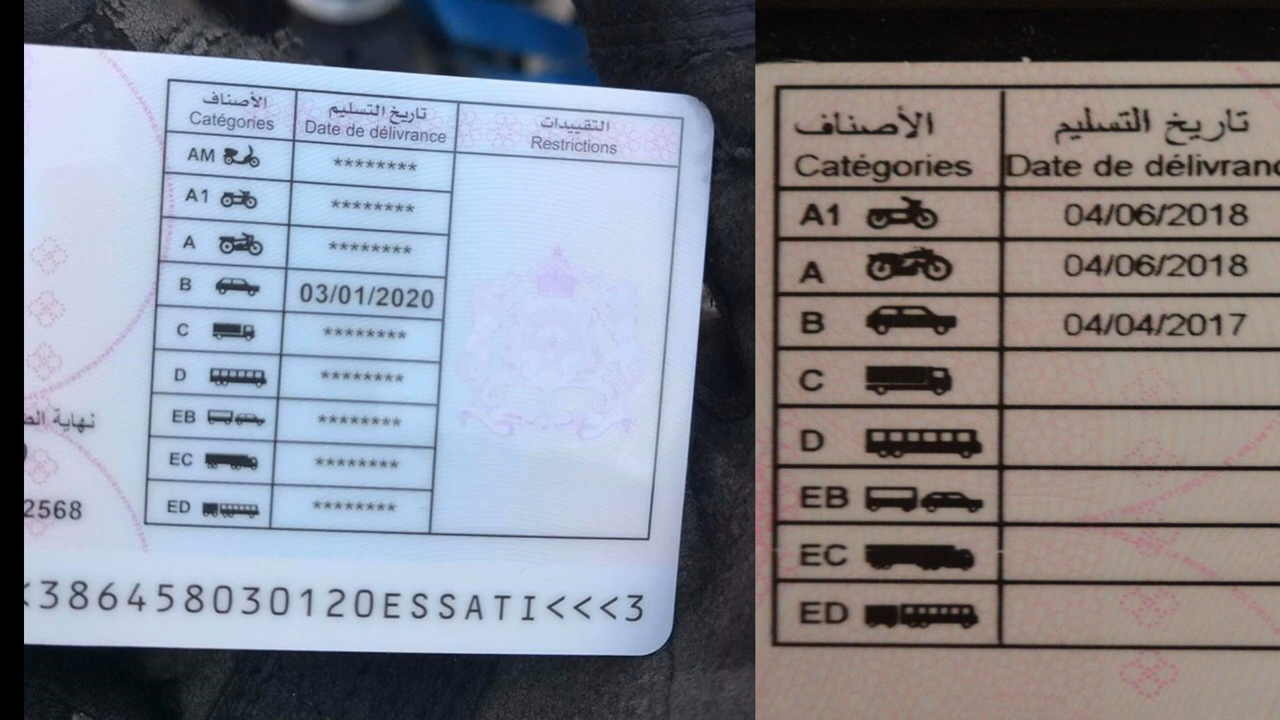 الأصناف تاريخ التسليم التقييدات
Catégories Date de délivrance Restrictions
AM ********
A1 ********
A ********
B 03/01/2020
C ********
D ********
EB ********
EC ********
ED ********
نهاية
2568
<386458030120ESSATI<<<3
الأصناف تاريخ التسليم
Catégories Date de délivranc
A1 04/06/2018
A 04/06/2018
B 04/04/2017
C
D
EB
EC
ED